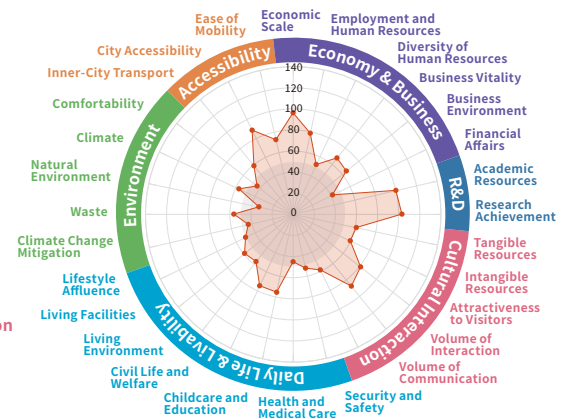 Economic
Scale
Employment and
Human Resources
Diversity of
Human Resources
Business Vitality
Business
Environment
Financial
Affairs
Academic
Resources
Research
Achievement
Tangible
Resources
Intangible
Resources
Attractiveness
to Visitors
Volume of
Interaction
Volume of
Communication
Security and
Safety
Health and
Medical Care
Childcare and
Education
Civil Life and
Welfare
Living
Environment
Living Facilities
Lifestyle
Affluence
Climate Change
Mitigation
Waste
Natural
Environment
Climate
Comfortability
Inner-City Transport
City Accessibility
Ease of
Mobility
Economy & Business
R&D
Cultural Interaction
Daily Life & Livability
Environment
Accessibility
140
120
100
80
60
40
20
0
on